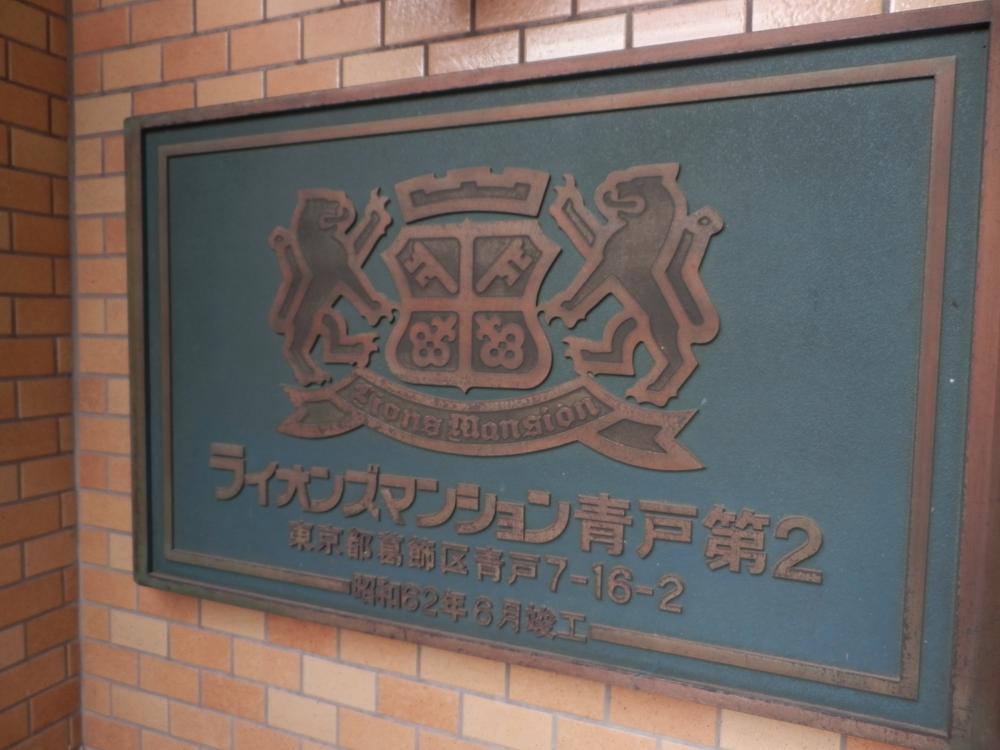 Lions Mansion
ライオンズマンション青戸第2
東京都葛飾区青戸7-16-2
昭和62年6月竣工